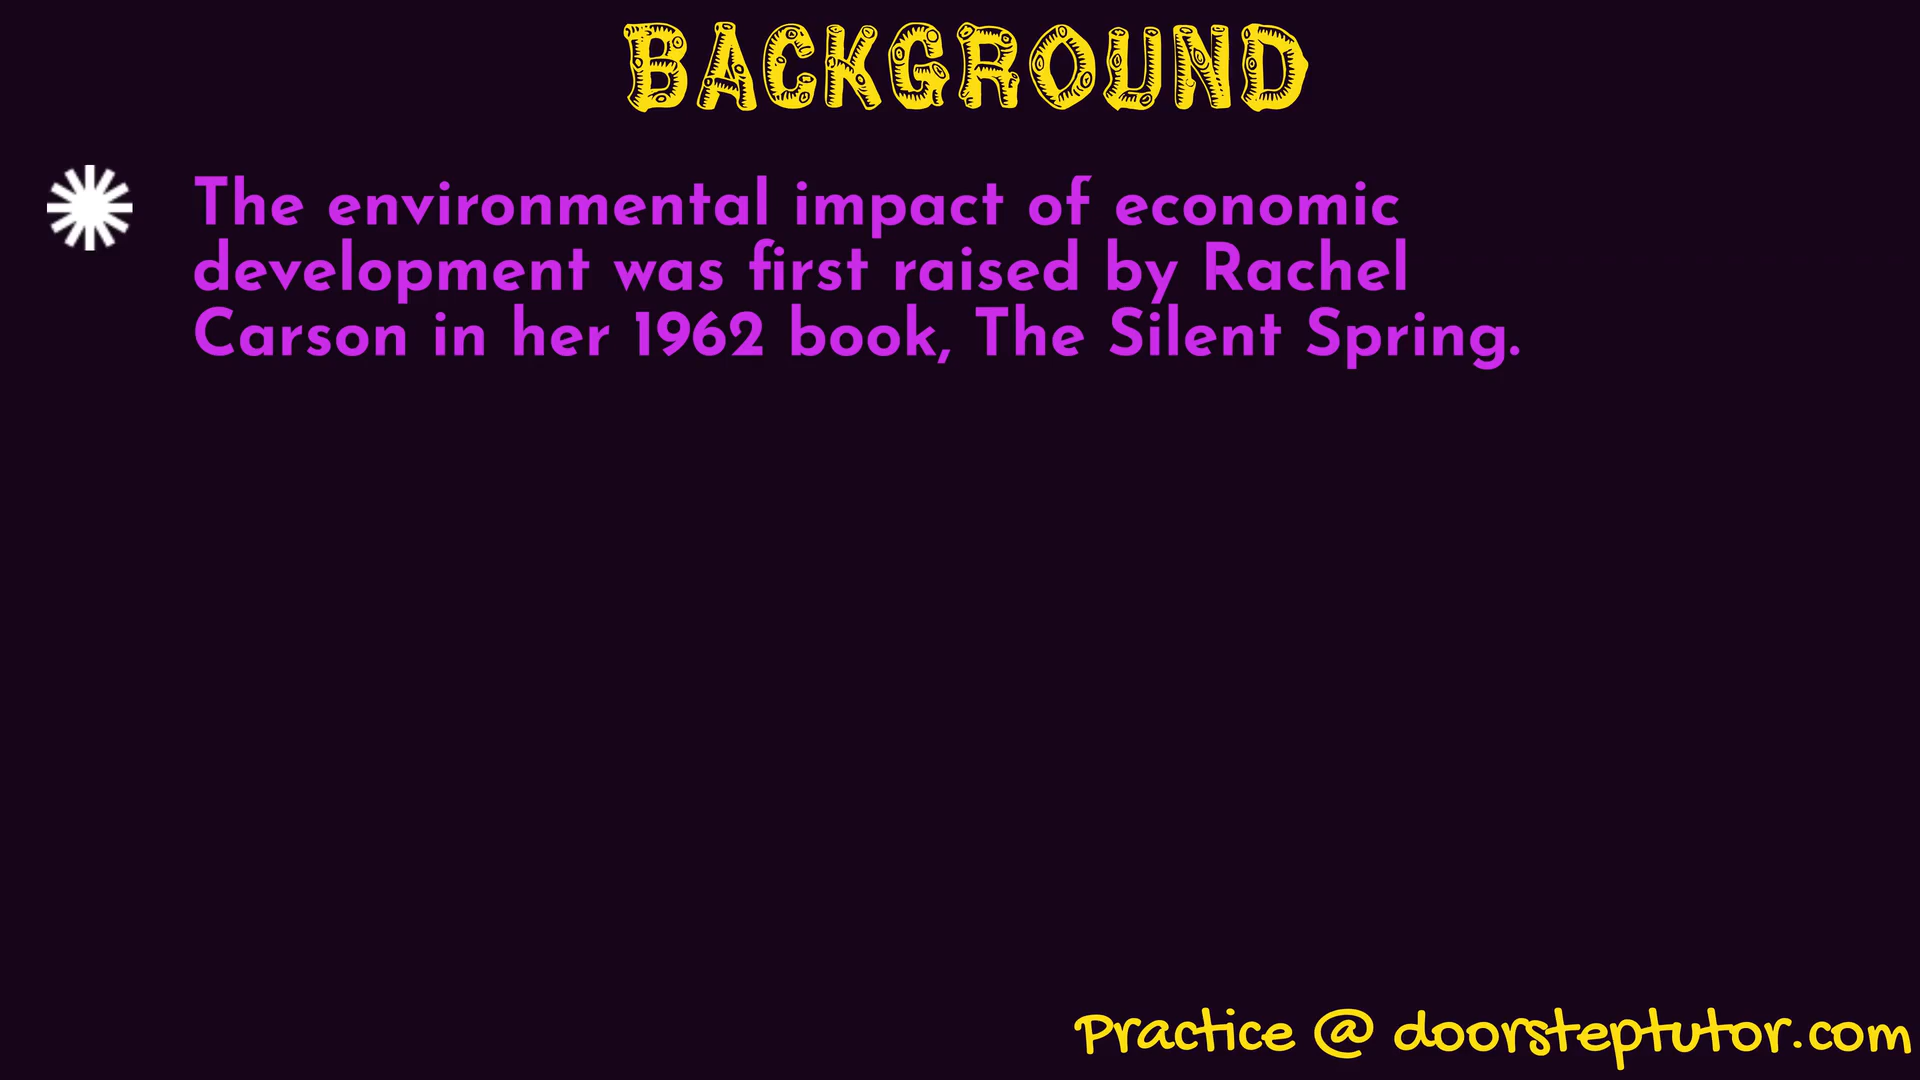 BACKGROUND
The environmental impact of economic
development was first raised by Rachel
Carson in her 1962 book, The Silent Spring.
Practice @ doorsteptutor.com